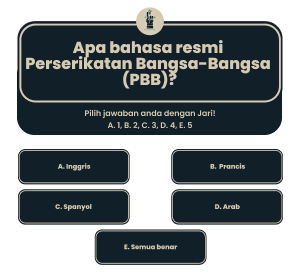 Apa bahasa resmi
Perserikatan Bangsa-Bangsa
(PBB)?
Pilih jawaban anda dengan Jari!
A. 1, B. 2, C. 3, D. 4, E. 5
A. Inggris
B. Prancis
C. Spanyol
D. Arab
E. Semua benar